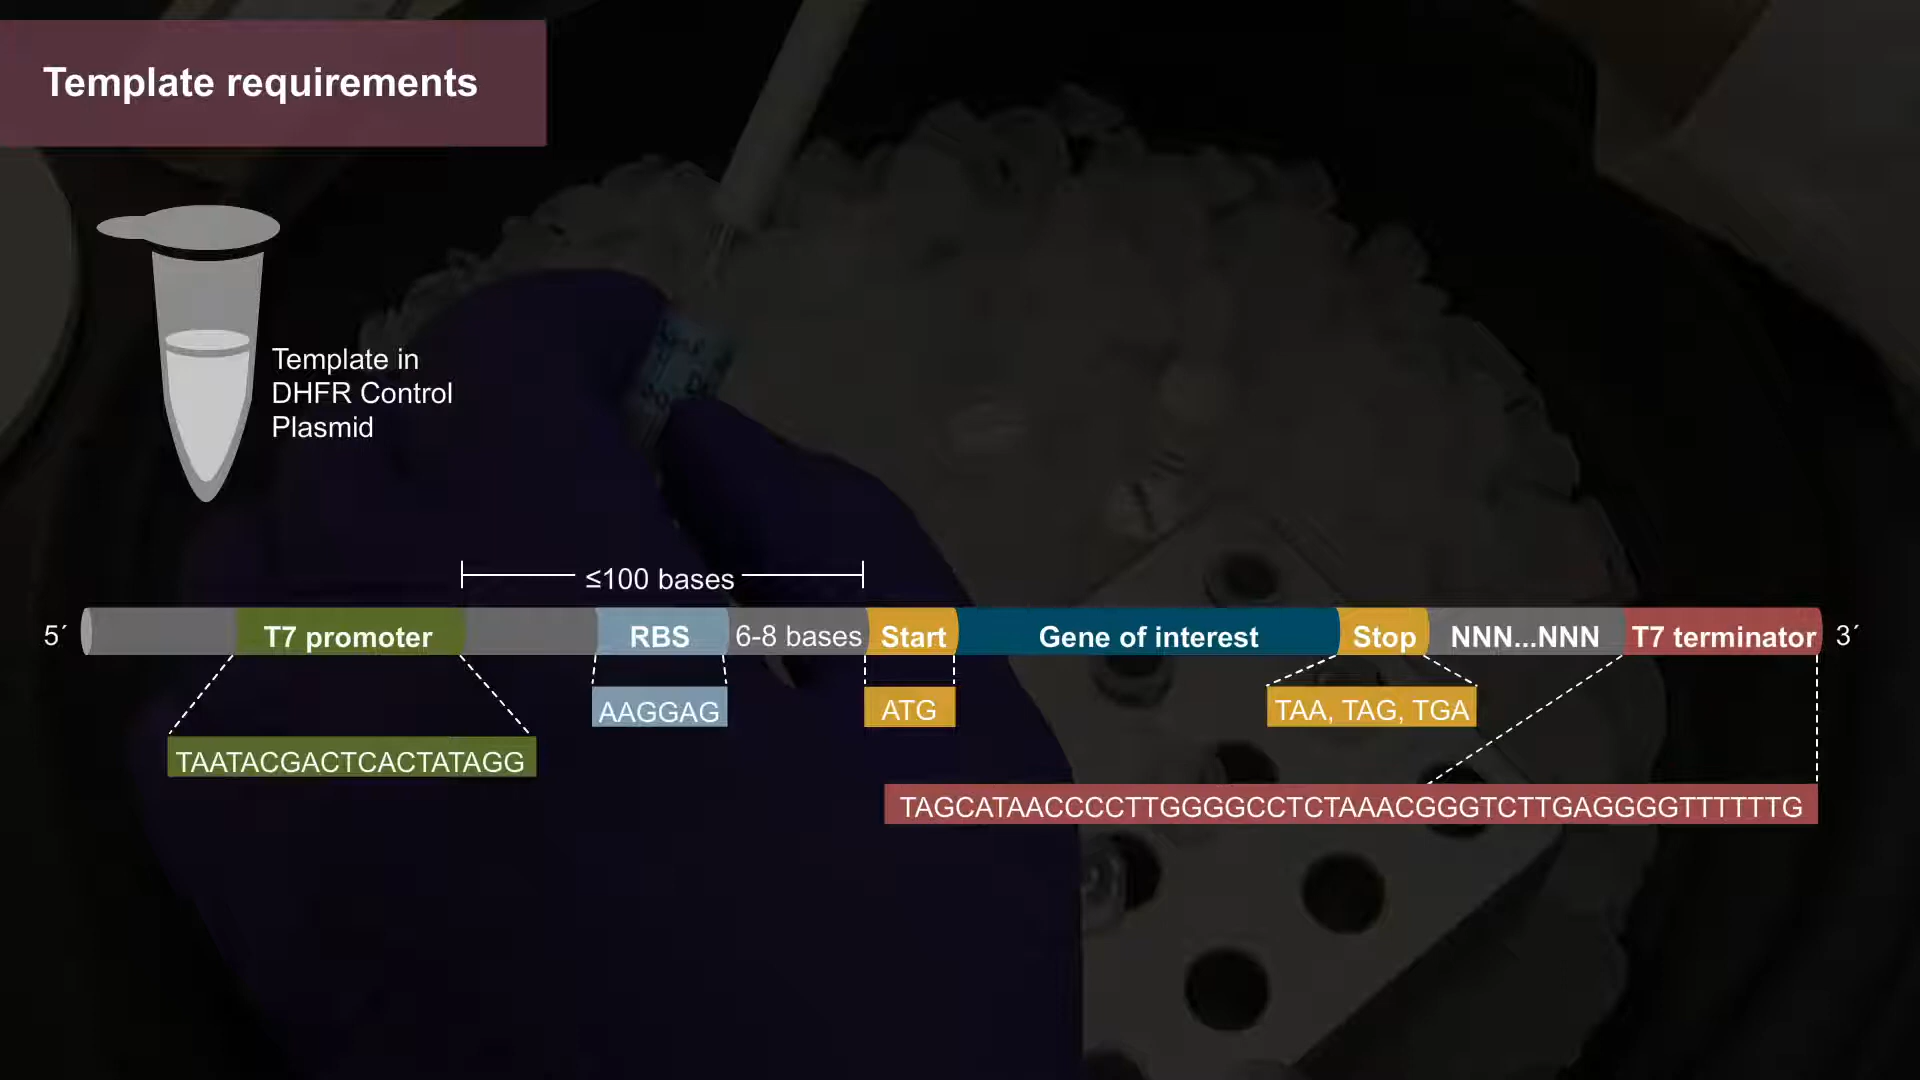 Template requirements
Template in
DHFR Control
Plasmid
≤100 bases
5´ T7 promoter RBS 6-8 bases Start Gene of interest Stop NNN...NNN T7 terminator 3´
AAGGAG ATG TAA, TAG, TGA
TAATACGACTCACTATAGG
TAGCATAACCCCTTGGGGCCTCTAAACGGGTCTTGAGGGGTTTTTTG